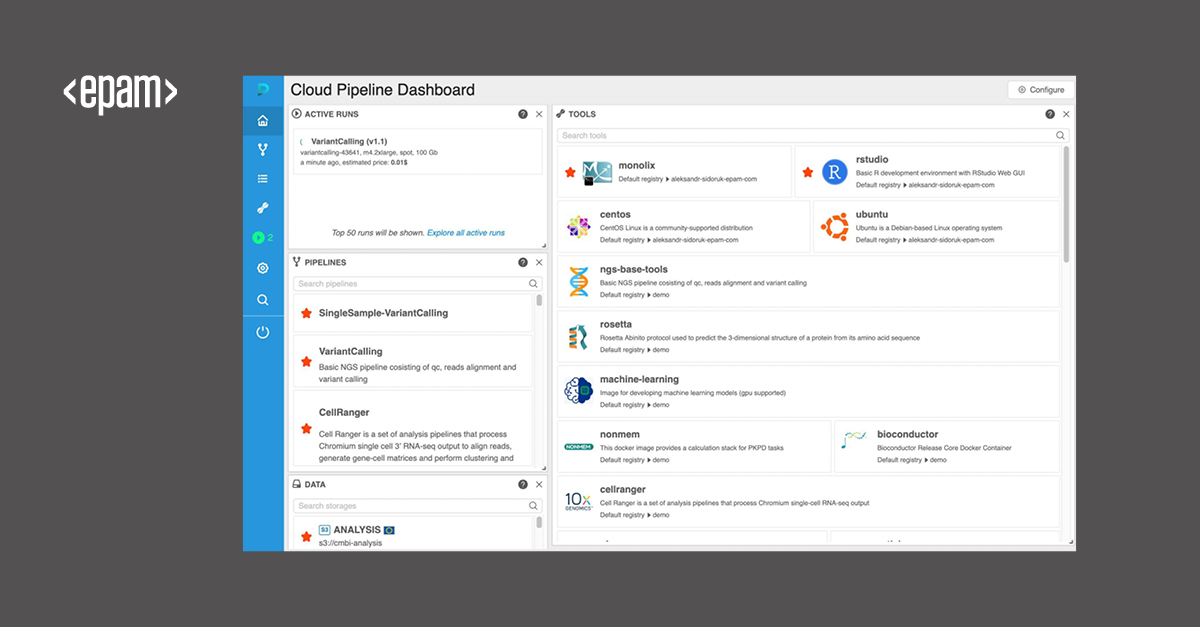 <epam>
Cloud Pipeline Dashboard
Configure
ACTIVE RUNS
VariantCalling (v1.1)
variantcalling-43641, m4.2xlarge, spot, 100 Gb
a minute ago, estimated price: 0.01$
Top 50 runs will be shown. Explore all active runs
2
PIPELINES
Search pipelines
SingleSample-VariantCalling
VariantCalling
Basic NGS pipeline cosisting of qc, reads alignment and
variant calling
CellRanger
Cell Ranger is a set of analysis pipelines that process
Chromium single cell 3' RNA-seq output to align reads,
generate gene-cell matrices and perform clustering and
DATA
Search storages
S3 ANALYSIS
s3://cmbi-analysis
TOOLS
Search tools
monolix
Default registry ▸ aleksandr-sidoruk-epam-com
R
rstudio
Basic R development environment with RStudio Web GUI
Default registry ▸ aleksandr-sidoruk-epam-com
centos
CentOS Linux is a community-supported distribution
Default registry ▸ aleksandr-sidoruk-epam-com
ubuntu
Ubuntu is a Debian-based Linux operating system
Default registry ▸ aleksandr-sidoruk-epam-com
ngs-base-tools
Basic NGS pipeline cosisting of qc, reads alignment and variant calling
Default registry ▸ demo
rosetta
Rosetta Abinito protocol used to predict the 3-dimensional structure of a protein from its amino acid sequence
Default registry ▸ demo
machine-learning
Image for developing machine learning models (gpu supported)
Default registry ▸ demo
NONMEM
nonmem
This docker image provides a calculation stack for PKPD tasks
Default registry ▸ demo
bioconductor
Bioconductor Release Core Docker Container
Default registry ▸ demo
10x
GENOMICS
cellranger
Cell Ranger is a set of analysis pipelines that process Chromium single-cell RNA-seq output
Default registry ▸ demo